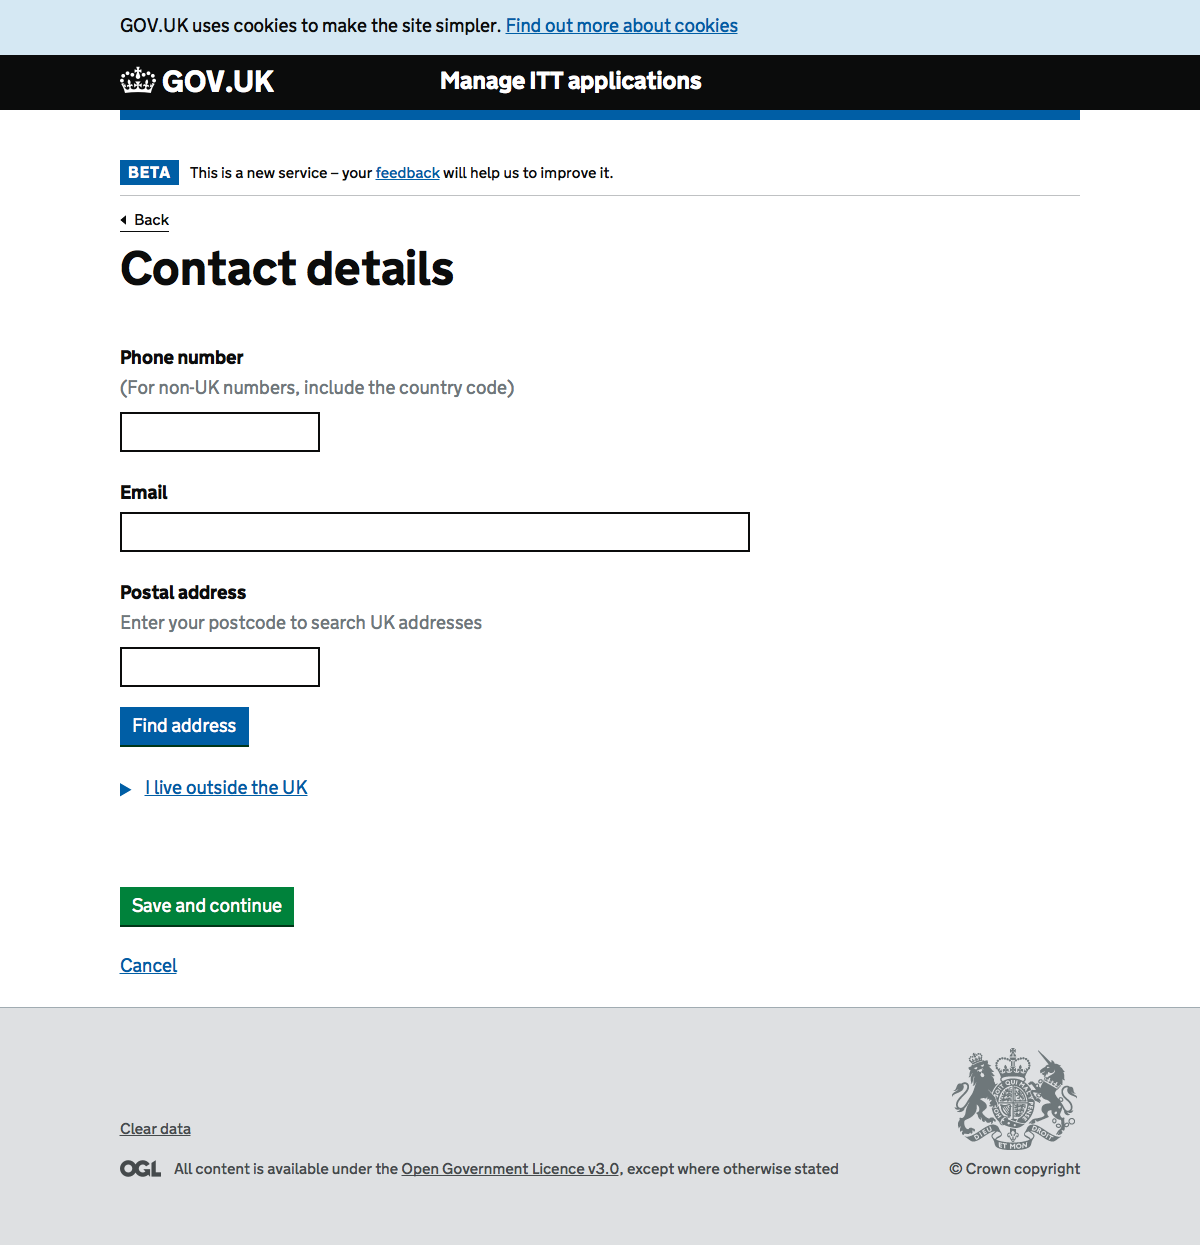 GOV.UK uses cookies to make the site simpler. Find out more about cookies
GOV.UK
Manage ITT applications
BETA This is a new service – your feedback will help us to improve it.
Back
Contact details
Phone number
(For non-UK numbers, include the country code)
Email
Postal address
Enter your postcode to search UK addresses
Find address
I live outside the UK
Save and continue
Cancel
Clear data
OGL All content is available under the Open Government Licence v3.0, except where otherwise stated
DIEU ET MON DROIT
© Crown copyright